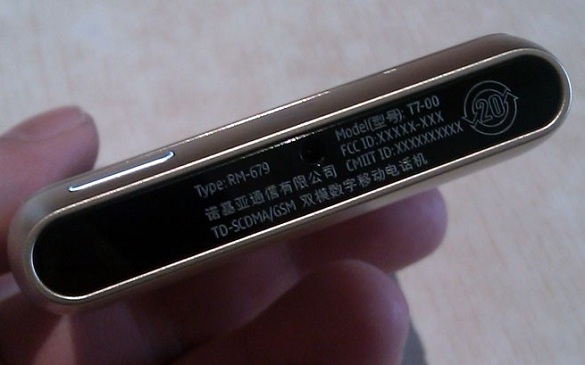 Type:RM-679
Model(型号): T7-00
FCC ID:XXXXX-XXX
CMIIT ID:XXXXXXXXXX
诺基亚通信有限公司
TD-SCDMA/GSM 双模数字移动电话机
20